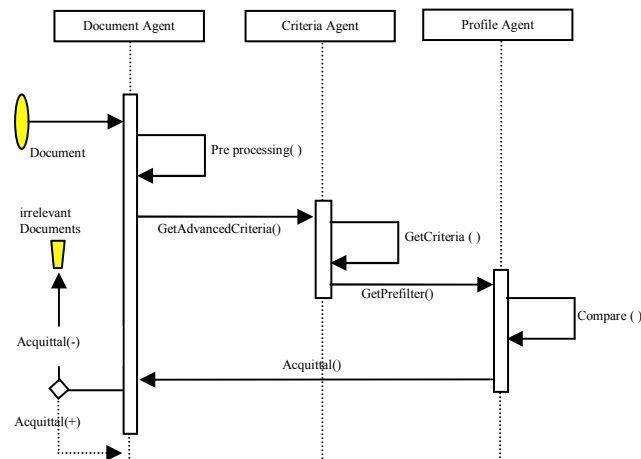 Document Agent
Criteria Agent
Profile Agent
Document
Pre processing( )
irrelevant
Documents
GetAdvancedCriteria()
GetCriteria ( )
GetPrefilter()
Compare ( )
Acquittal(-)
Acquittal()
Acquittal(+)